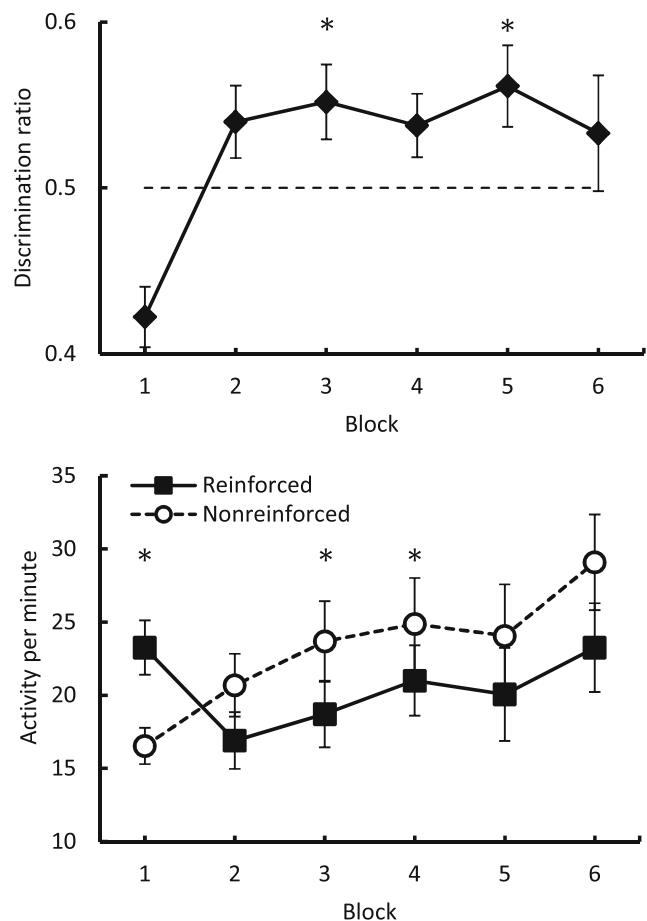 0.6
*
*
Discrimination ratio
0.5
0.4
1 2 3 4 5 6
Block
35
Reinforced
Nonreinforced
30
* * *
Activity per minute
25
20
15
10
1 2 3 4 5 6
Block